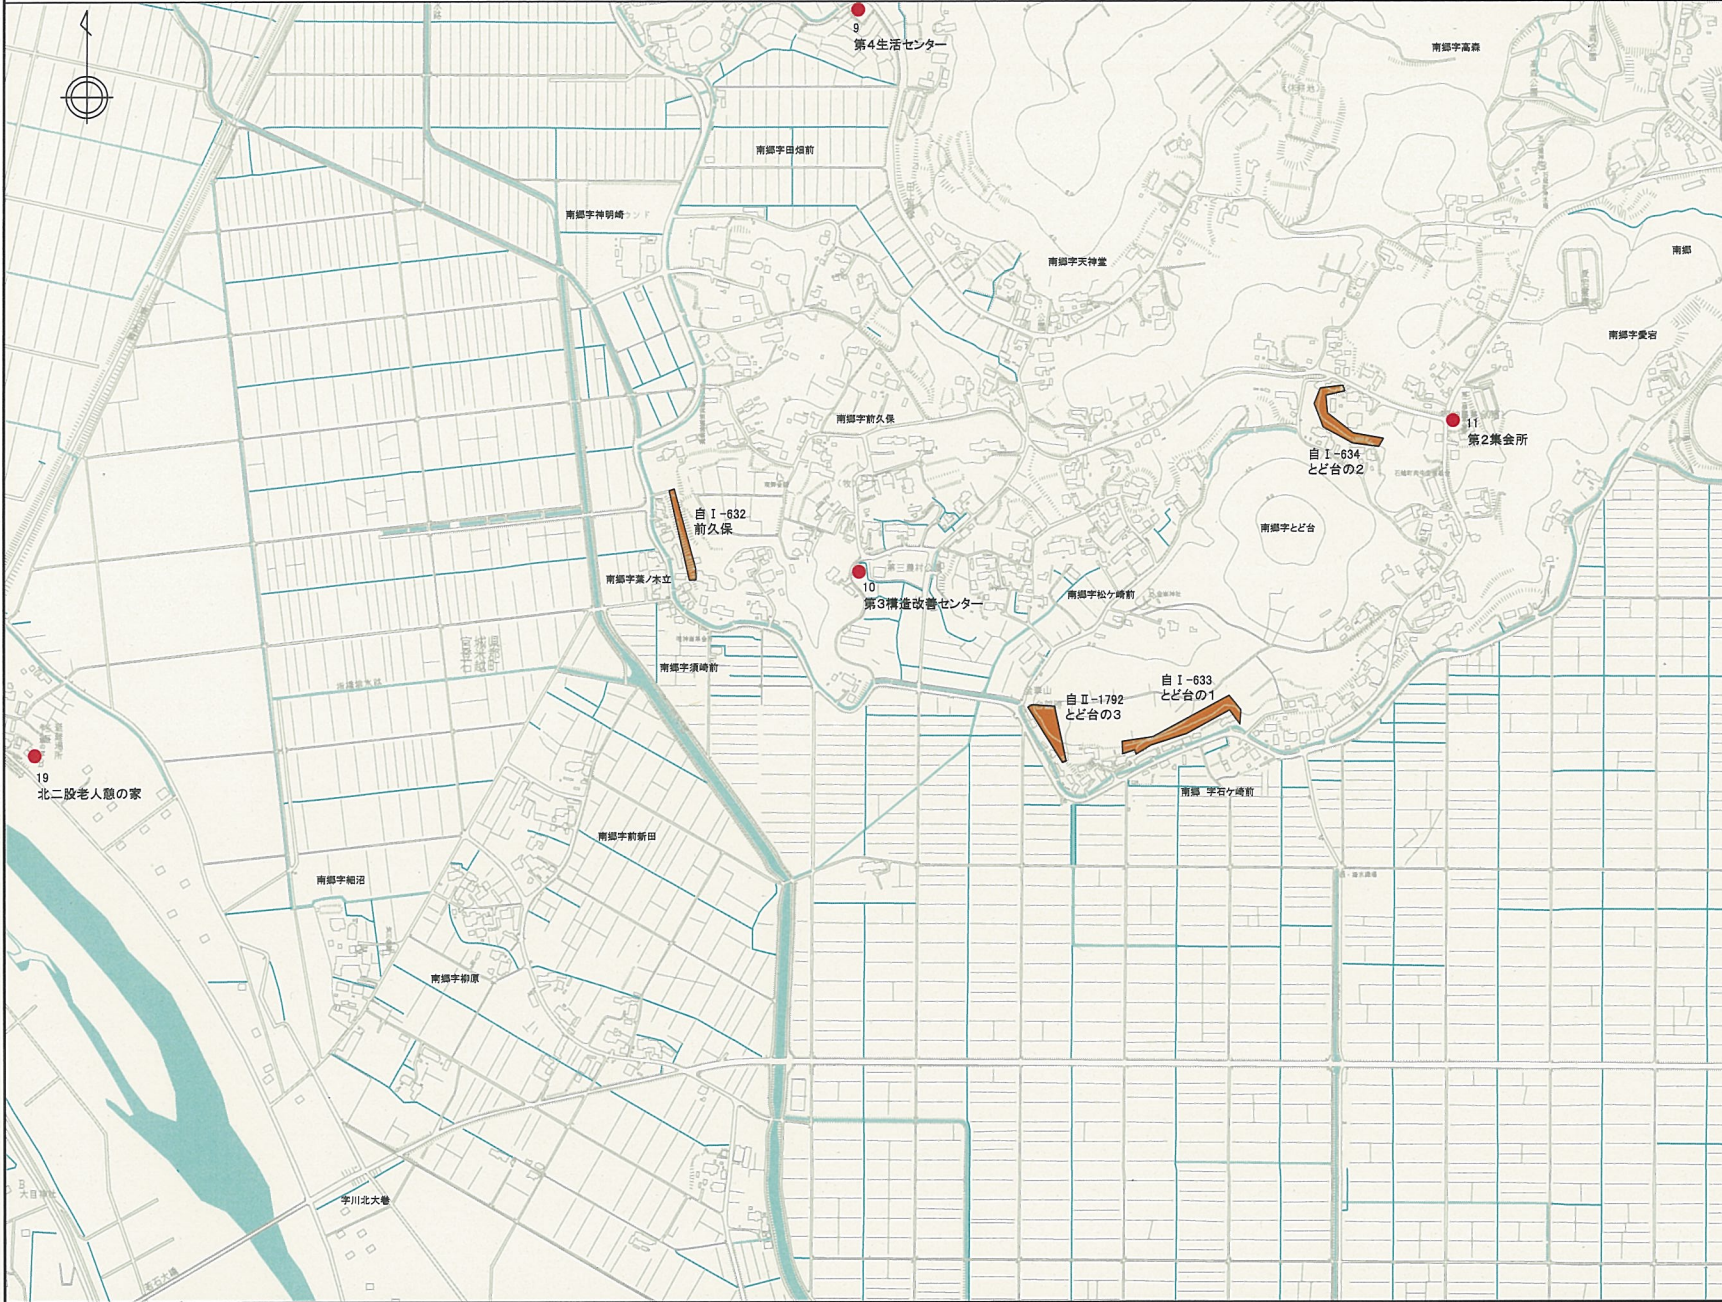 9
第4生活センター
南郷字高森
南郷字田畑前
南郷字神明崎
南郷字天神堂
南郷
南郷字愛宕
南郷字前久保
11
第2集会所
自Ⅰ-634
とど台の2
自Ⅰ-632
前久保
南郷字とど台
南郷字葉ノ木立
10
第3構造改善センター
南郷字松ケ崎前
南郷字須崎前
自Ⅰ-633
とど台の1
自Ⅱ-1792
とど台の3
19
北二股老人憩の家
南郷 字石ケ崎前
南郷字前新田
南郷字細沼
南郷字柳原
字川北大巻